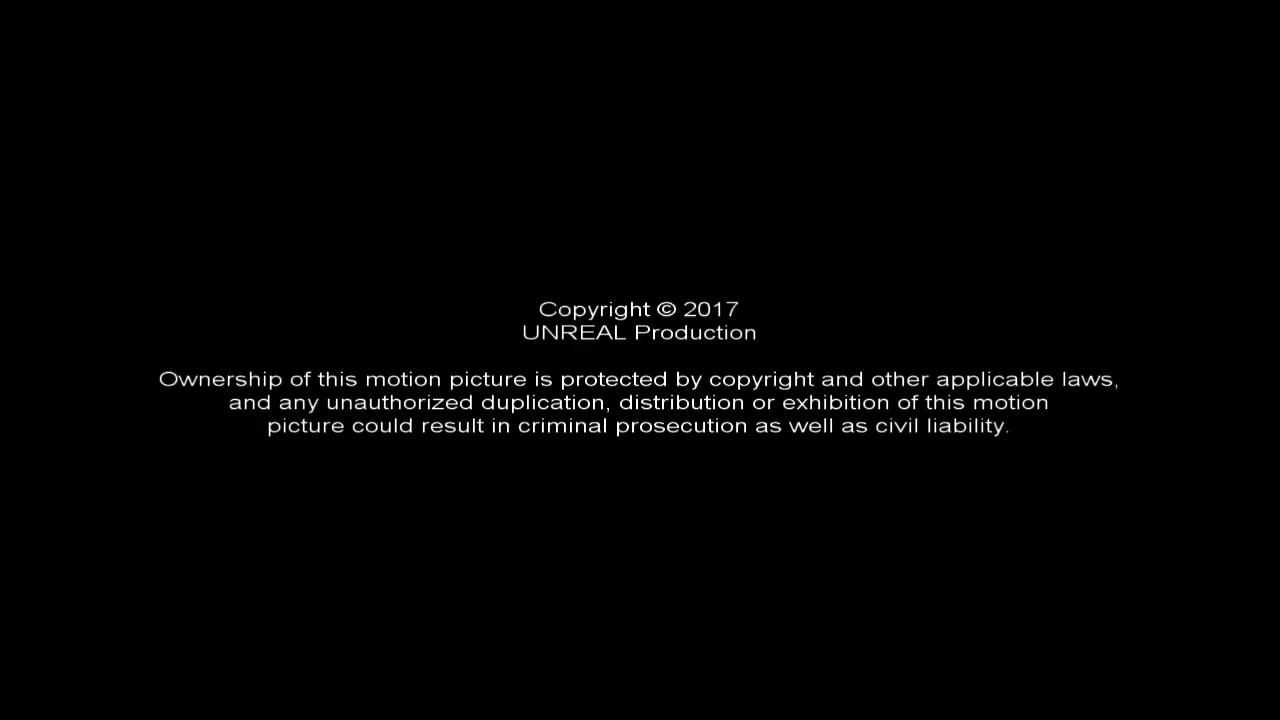 Copyright © 2017
UNREAL Production
Ownership of this motion picture is protected by copyright and other applicable laws,
and any unauthorized duplication, distribution or exhibition of this motion
picture could result in criminal prosecution as well as civil liability.